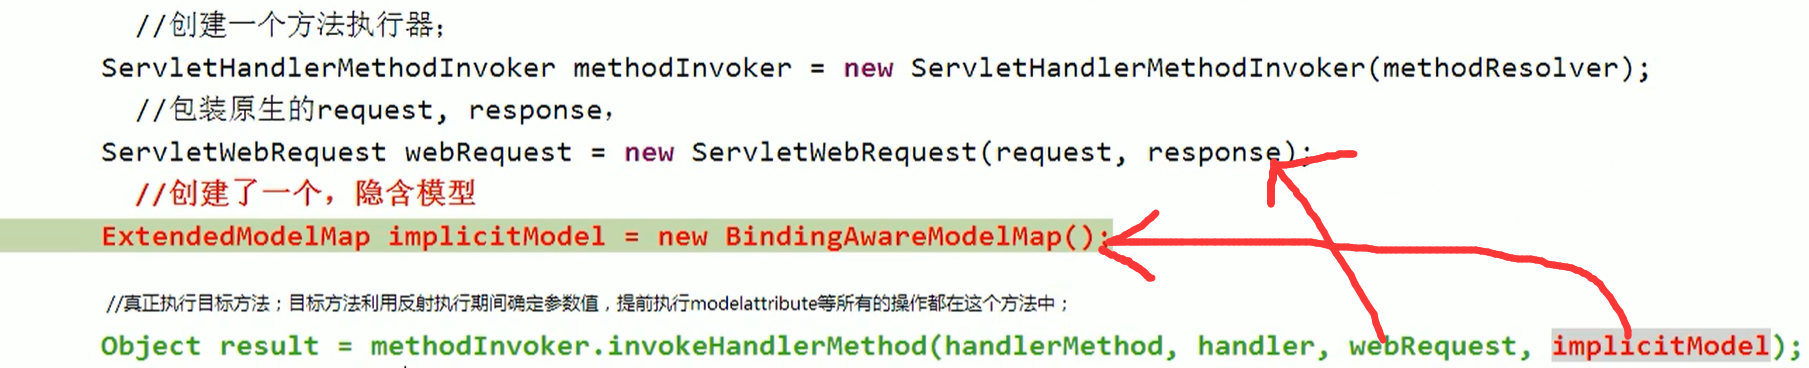 //创建一个方法执行器；
ServletHandlerMethodInvoker methodInvoker = new ServletHandlerMethodInvoker(methodResolver);
//包装原生的request, response，
ServletWebRequest webRequest = new ServletWebRequest(request, response);
//创建了一个，隐含模型
ExtendedModelMap implicitModel = new BindingAwareModelMap();
//真正执行目标方法；目标方法利用反射执行期间确定参数值，提前执行modelattribute等所有的操作都在这个方法中；
Object result = methodInvoker.invokeHandlerMethod(handlerMethod, handler, webRequest, implicitModel);